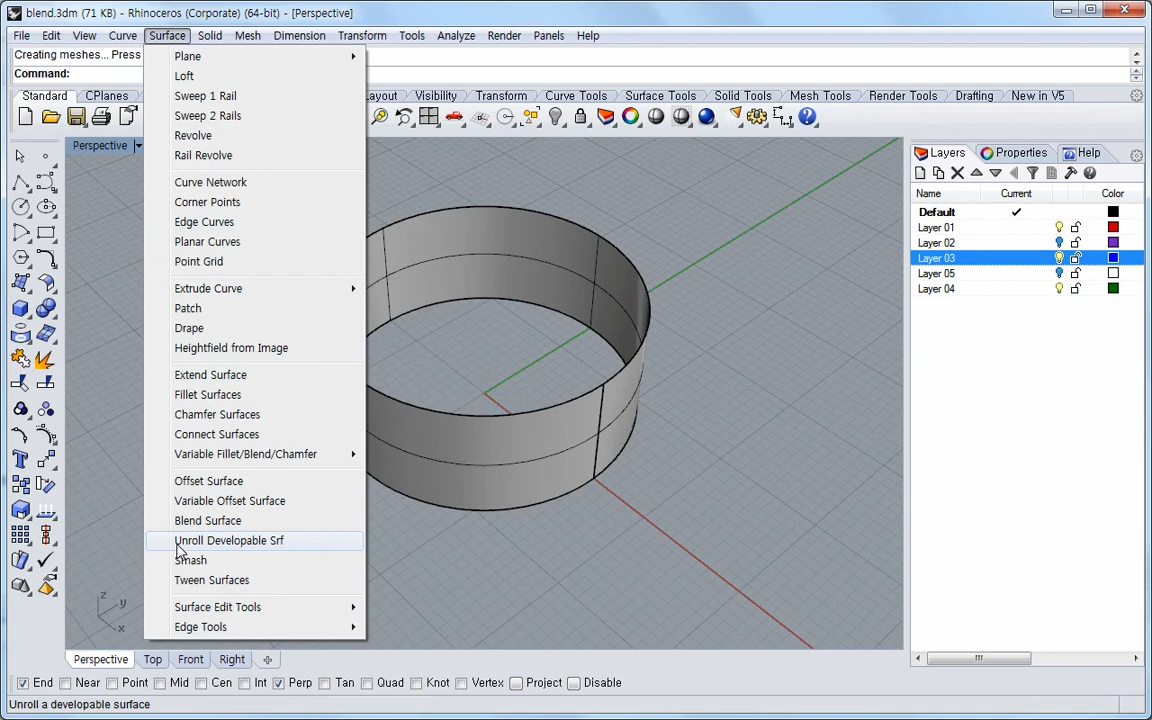 blend.3dm (71 KB) - Rhinoceros (Corporate) (64-bit) - [Perspective]
File Edit View Curve Surface Solid Mesh Dimension Transform Tools Analyze Render Panels Help
Creating meshes... Press
Command:
Standard CPlanes Layout Visibility Transform Curve Tools Surface Tools Solid Tools Mesh Tools Render Tools Drafting New in V5
Perspective
Plane
Loft
Sweep 1 Rail
Sweep 2 Rails
Revolve
Rail Revolve
Curve Network
Corner Points
Edge Curves
Planar Curves
Point Grid
Extrude Curve
Patch
Drape
Heightfield from Image
Extend Surface
Fillet Surfaces
Chamfer Surfaces
Connect Surfaces
Variable Fillet/Blend/Chamfer
Offset Surface
Variable Offset Surface
Blend Surface
Unroll Developable Srf
Smash
Tween Surfaces
Surface Edit Tools
Edge Tools
z y
x
Layers Properties Help
Name Current Color
Default
Layer 01
Layer 02
Layer 03
Layer 05
Layer 04
Perspective Top Front Right
End Near Point Mid Cen Int Perp Tan Quad Knot Vertex Project Disable
Unroll a developable surface